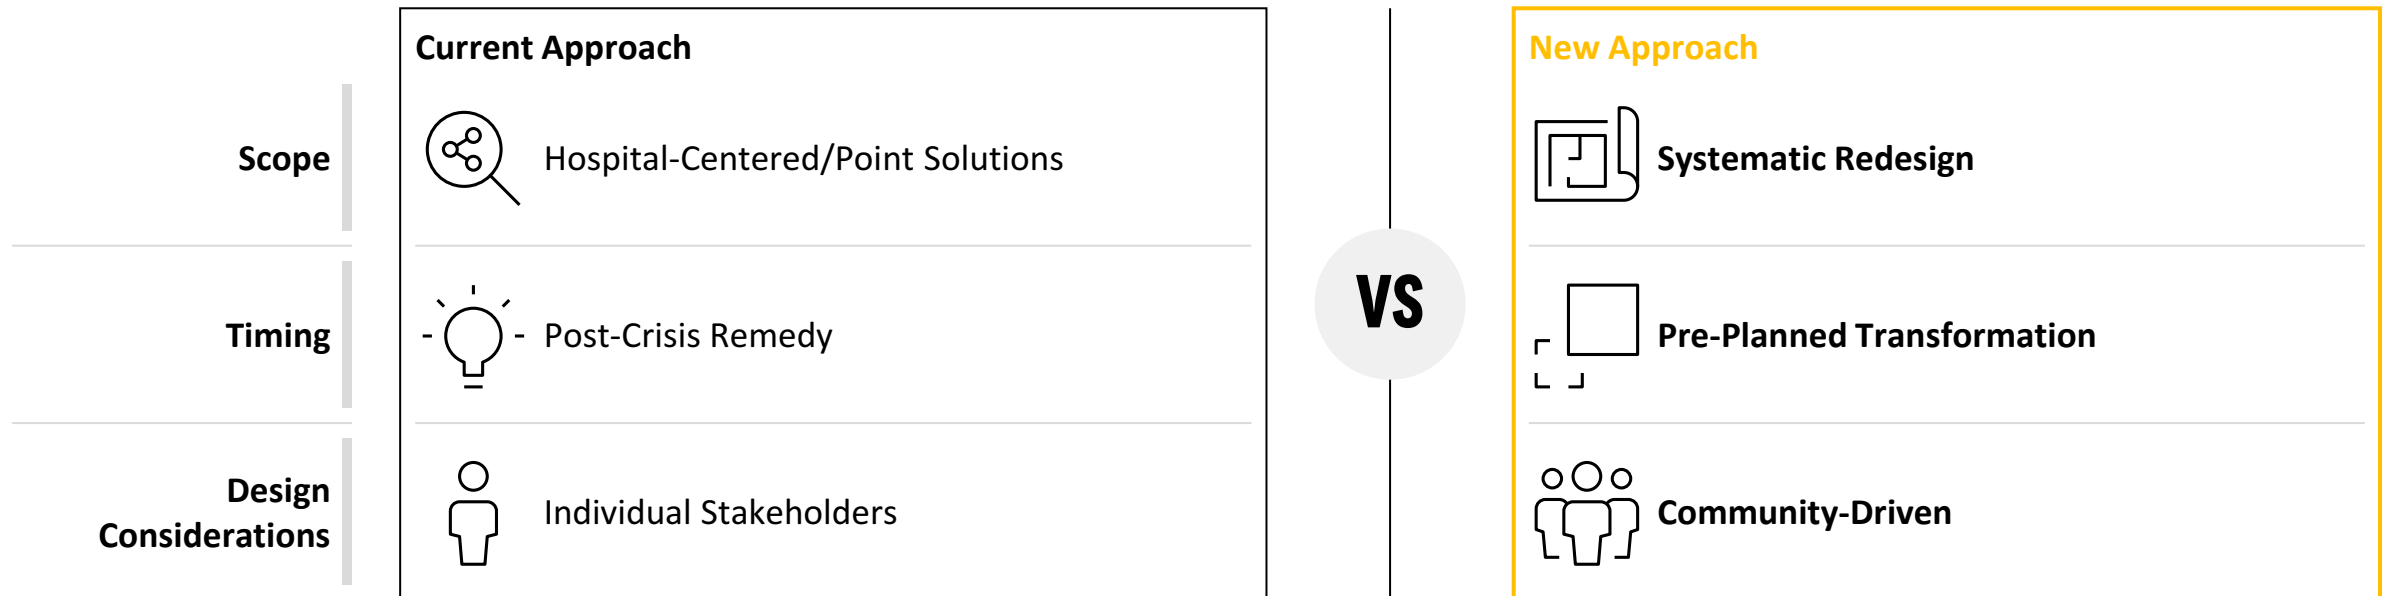 Current Approach
New Approach
Scope
Hospital-Centered/Point Solutions
Systematic Redesign
VS
Timing
Post-Crisis Remedy
Pre-Planned Transformation
Design
Considerations
Individual Stakeholders
Community-Driven